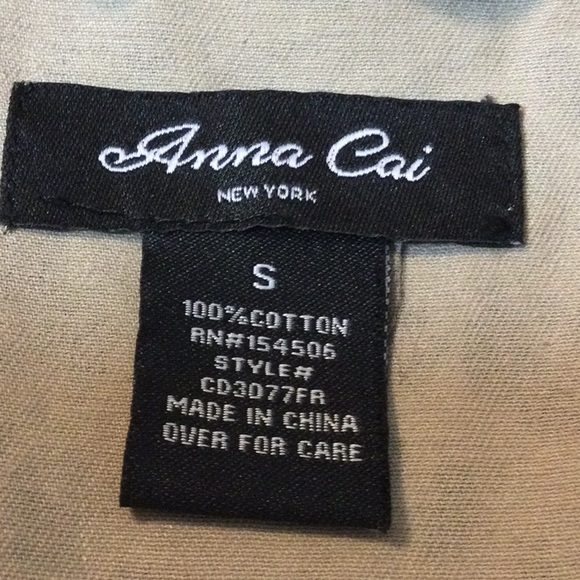 Anna Cai
NEW YORK
S
100%COTTON
RN#154506
STYLE#
CD3077FR
MADE IN CHINA
OVER FOR CARE